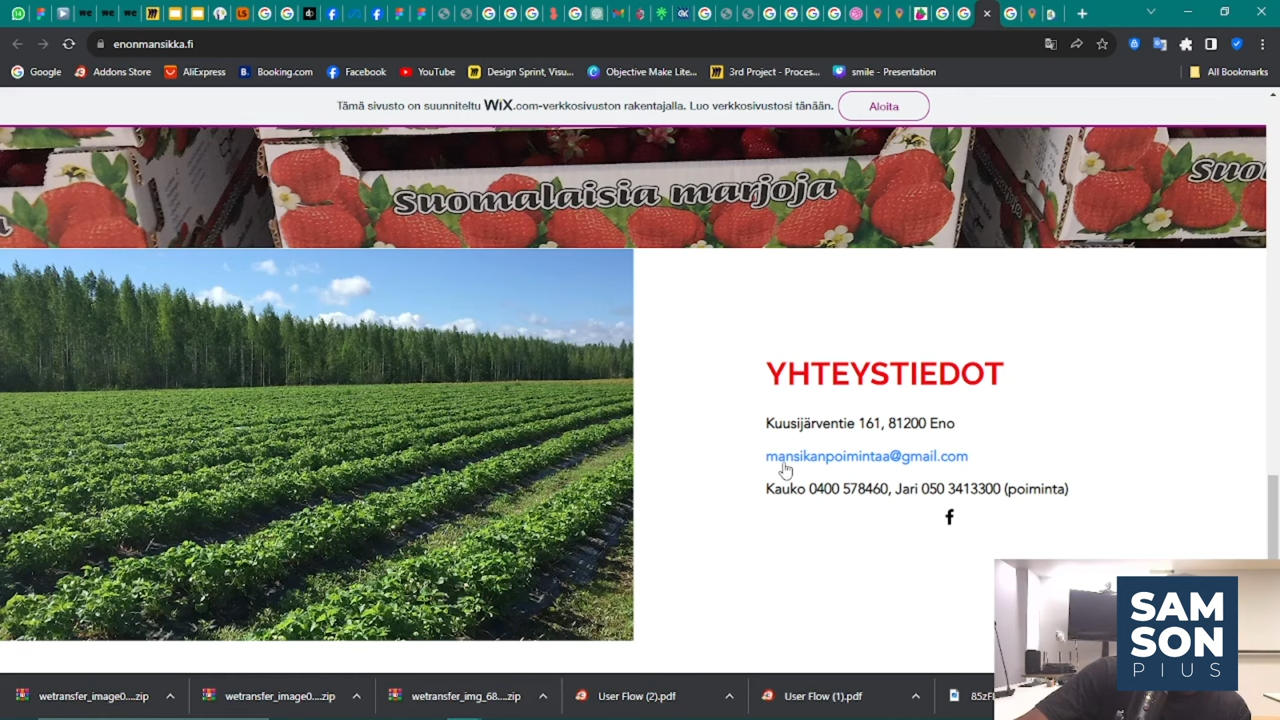 enonmansikka.fi
Google
Addons Store
AliExpress
Booking.com
Facebook
YouTube
Design Sprint, Visu...
Objective Make Lite...
3rd Project - Proces...
smile - Presentation
All Bookmarks
Tämä sivusto on suunniteltu WiX.com-verkkosivuston rakentajalla. Luo verkkosivustosi tänään.
Aloita
suomalaisia marjoja
suo
YHTEYSTIEDOT
Kuusijärventie 161, 81200 Eno
mansikanpoimintaa@gmail.com
Kauko 0400 578460, Jari 050 3413300 (poiminta)
SAM
SON
PIUS
wetransfer_image0....zip
wetransfer_image0....zip
wetransfer_img_68....zip
User Flow (2).pdf
User Flow (1).pdf